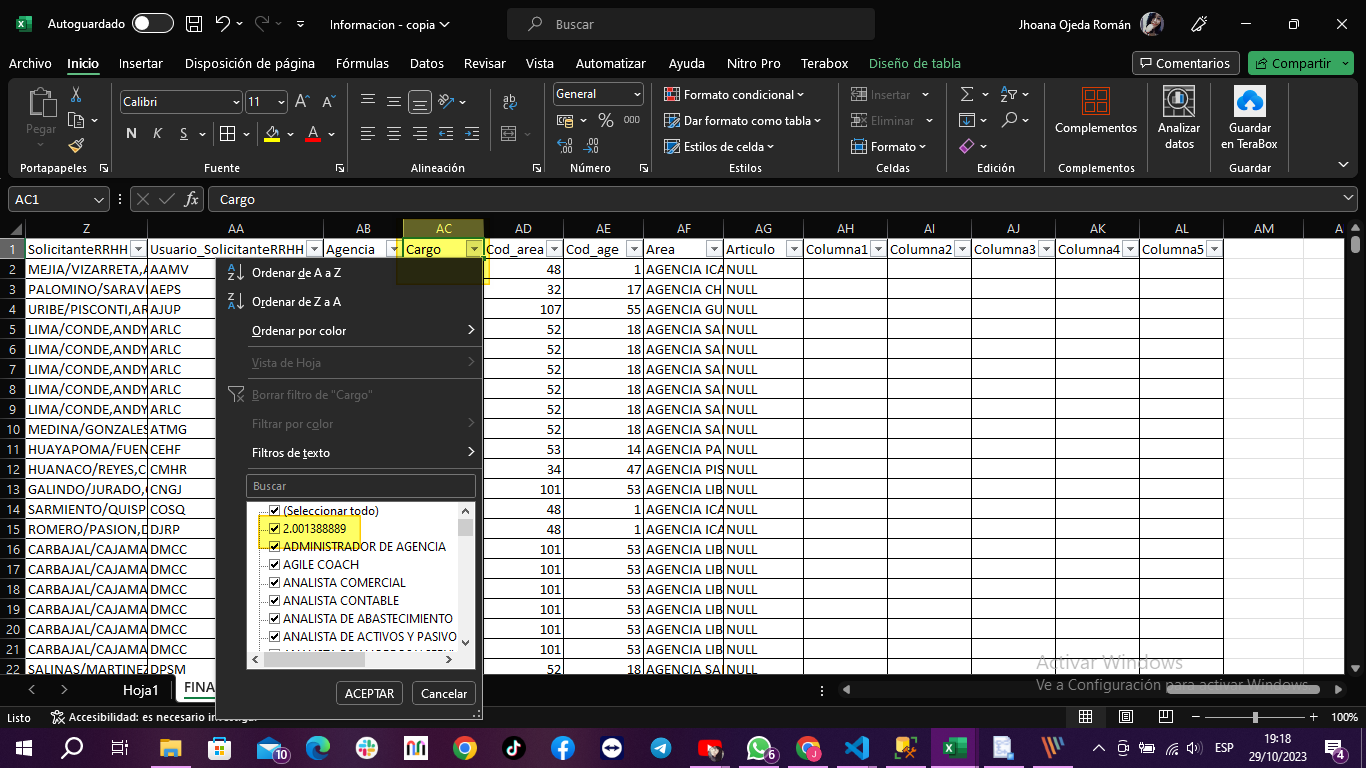 Autoguardado
Informacion - copia
Buscar
Jhoana Ojeda Román
Archivo Inicio Insertar Disposición de página Fórmulas Datos Revisar Vista Automatizar Ayuda Nitro Pro Terabox Diseño de tabla
Comentarios
Compartir
Pegar
Portapapeles
Calibri 11
N K S
Fuente
Alineación
General
% 000
Número
Formato condicional
Dar formato como tabla
Estilos de celda
Estilos
Insertar
Eliminar
Formato
Celdas
Edición
Complementos
Complementos
Analizar datos
Guardar en TeraBox
Guardar
AC1
fx
Cargo
Z AA AB AC AD AE AF AG AH AI AJ AK AL AM A
1 SolicitanteRRHH Usuario_SolicitanteRRHH Agencia Cargo Cod_area Cod_age Area Articulo Columna1 Columna2 Columna3 Columna4 Columna5
2 MEJIA/VIZARRETA,A AAMV 48 1 AGENCIA ICA NULL
3 PALOMINO/SARAVI AEPS 32 17 AGENCIA CH NULL
4 URIBE/PISCONTI,AR AJUP 107 55 AGENCIA GU NULL
5 LIMA/CONDE,ANDY ARLC 52 18 AGENCIA SA NULL
6 LIMA/CONDE,ANDY ARLC 52 18 AGENCIA SA NULL
7 LIMA/CONDE,ANDY ARLC 52 18 AGENCIA SA NULL
8 LIMA/CONDE,ANDY ARLC 52 18 AGENCIA SA NULL
9 LIMA/CONDE,ANDY ARLC 52 18 AGENCIA SA NULL
10 MEDINA/GONZALES ATMG 52 18 AGENCIA SA NULL
11 HUAYAPOMA/FUEN CEHF 53 14 AGENCIA PA NULL
12 HUANACO/REYES,C CMHR 34 47 AGENCIA PIS NULL
13 GALINDO/JURADO, CNGJ 101 53 AGENCIA LIB NULL
14 SARMIENTO/QUISP COSQ 48 1 AGENCIA ICA NULL
15 ROMERO/PASION,D DJRP 48 1 AGENCIA ICA NULL
16 CARBAJAL/CAJAMA DMCC 101 53 AGENCIA LIB NULL
17 CARBAJAL/CAJAMA DMCC 101 53 AGENCIA LIB NULL
18 CARBAJAL/CAJAMA DMCC 101 53 AGENCIA LIB NULL
19 CARBAJAL/CAJAMA DMCC 101 53 AGENCIA LIB NULL
20 CARBAJAL/CAJAMA DMCC 101 53 AGENCIA LIB NULL
21 CARBAJAL/CAJAMA DMCC 101 53 AGENCIA LIB NULL
22 SALINAS/MARTINEZ DPSM 52 18 AGENCIA SA NULL
Ordenar de A a Z
Ordenar de Z a A
Ordenar por color
Vista de Hoja
Borrar filtro de "Cargo"
Filtrar por color
Filtros de texto
Buscar
(Seleccionar todo)
2.001388889
ADMINISTRADOR DE AGENCIA
AGILE COACH
ANALISTA COMERCIAL
ANALISTA CONTABLE
ANALISTA DE ABASTECIMIENTO
ANALISTA DE ACTIVOS Y PASIVO
ACEPTAR
Cancelar
Activar Windows
Ve a Configuración para activar Windows.
Hoja1
FINA
Listo
Accesibilidad: es necesario investigar
100%
10
6
ESP
19:18
29/10/2023
4